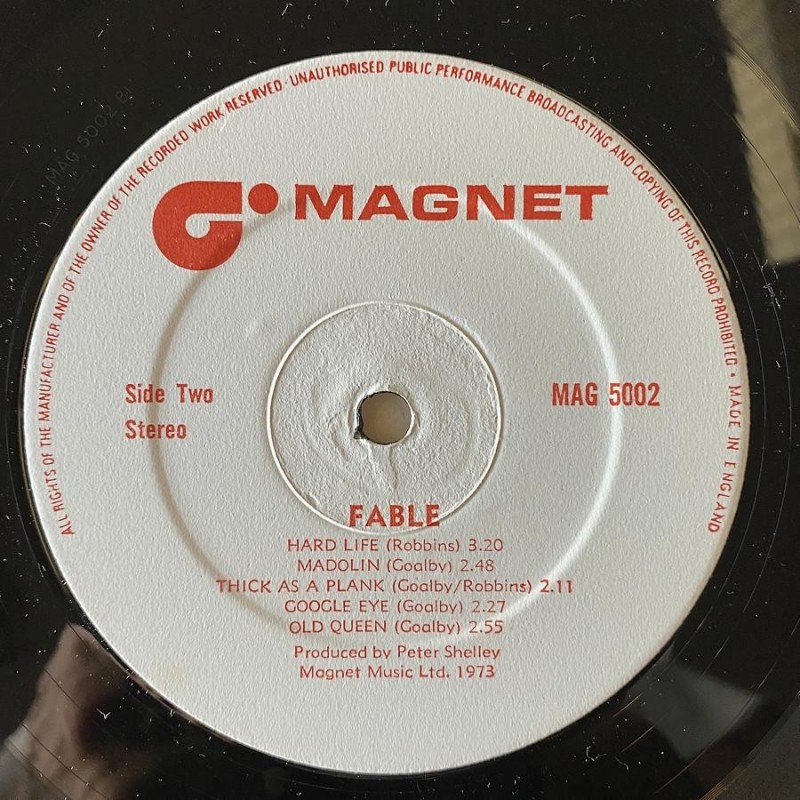 ALL RIGHTS OF THE MANUFACTURER AND OF THE OWNER OF THE RECORDED WORK RESERVED · UNAUTHORISED PUBLIC PERFORMANCE BROADCASTING AND COPYING OF THIS RECORD PROHIBITED • MADE IN ENGLAND
MAG 5002 B1
MAGNET
Side Two
Stereo
MAG 5002
FABLE
HARD LIFE (Robbins) 3.20
MADOLIN (Goalby) 2.48
THICK AS A PLANK (Goalby/Robbins) 2.11
GOOGLE EYE (Goalby) 2.27
OLD QUEEN (Goalby) 2.55
Produced by Peter Shelley
Magnet Music Ltd. 1973